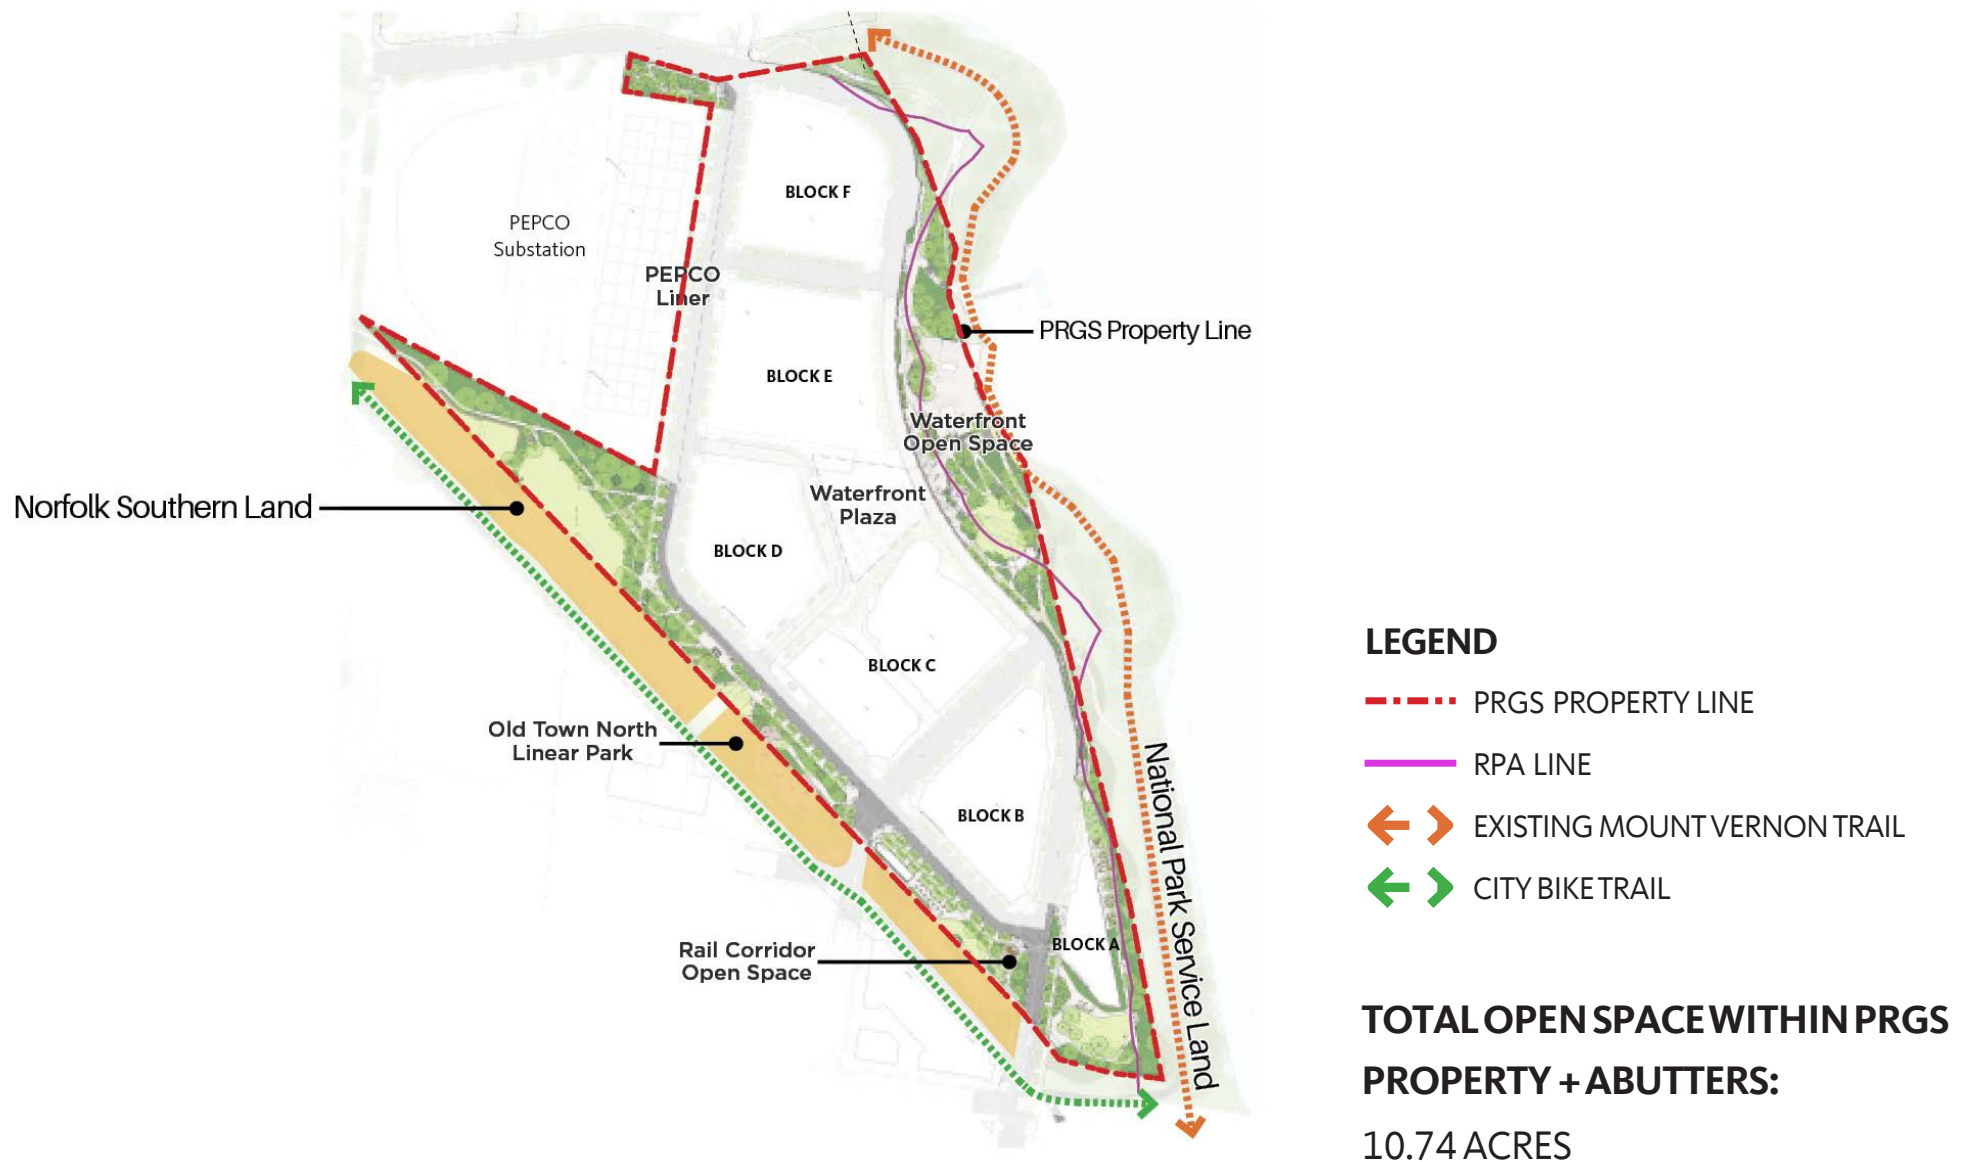 BLOCK F
PEPCO
Substation
PEPCO
Liner
PRGS Property Line
BLOCK E
Waterfront
Open Space
Norfolk Southern Land
Waterfront
Plaza
BLOCK D
BLOCK C
Old Town North
Linear Park
BLOCK B
National Park Service Land
Rail Corridor
Open Space
BLOCK A
LEGEND
PRGS PROPERTY LINE
RPA LINE
EXISTING MOUNT VERNON TRAIL
CITY BIKE TRAIL
TOTAL OPEN SPACE WITHIN PRGS
PROPERTY + ABUTTERS:
10.74 ACRES